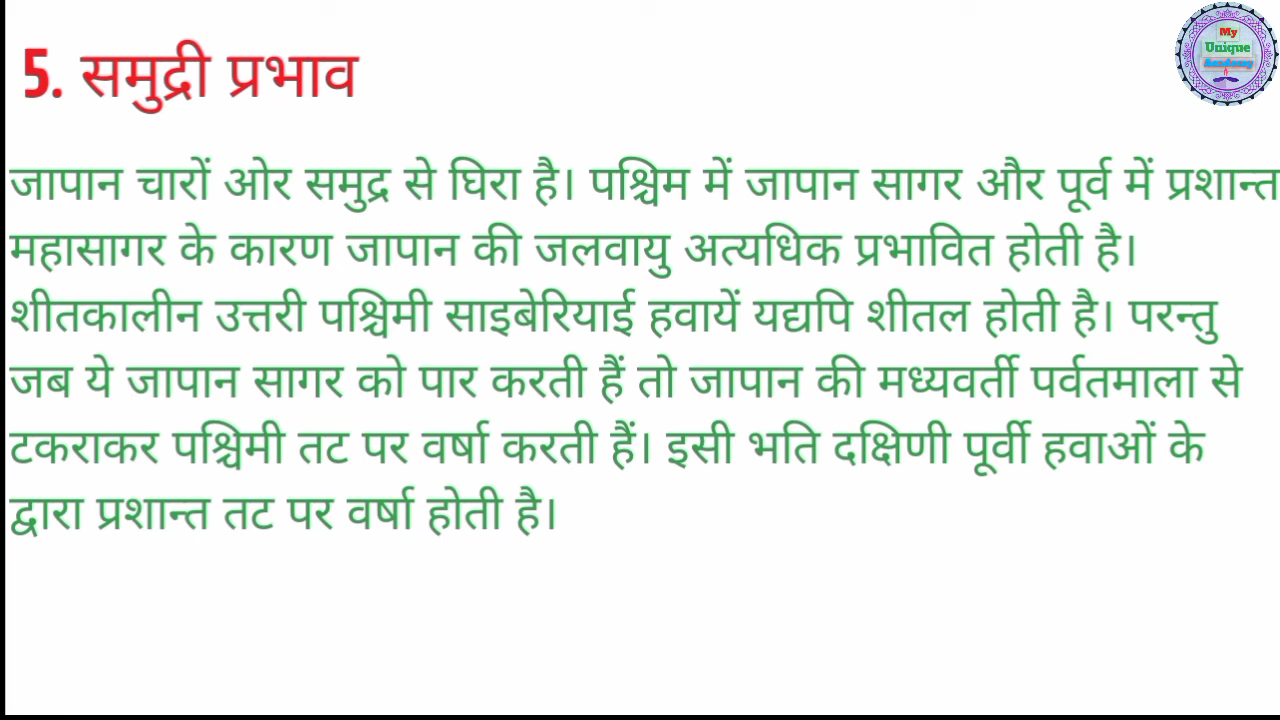 5. समुद्री प्रभाव
My
Unique
Academy
जापान चारों ओर समुद्र से घिरा है। पश्चिम में जापान सागर और पूर्व में प्रशान्त
महासागर के कारण जापान की जलवायु अत्यधिक प्रभावित होती है।
शीतकालीन उत्तरी पश्चिमी साइबेरियाई हवायें यद्यपि शीतल होती है। परन्तु
जब ये जापान सागर को पार करती हैं तो जापान की मध्यवर्ती पर्वतमाला से
टकराकर पश्चिमी तट पर वर्षा करती हैं। इसी भति दक्षिणी पूर्वी हवाओं के
द्वारा प्रशान्त तट पर वर्षा होती है।